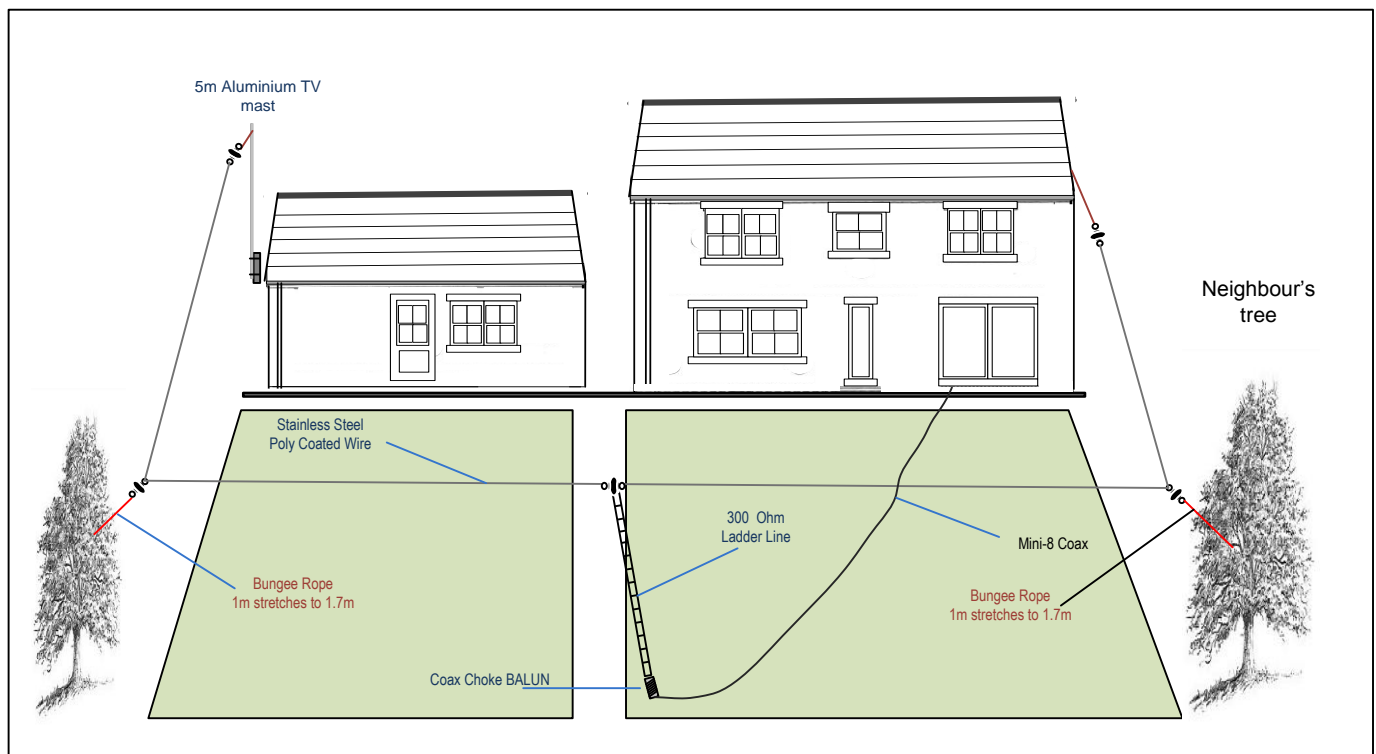 5m Aluminium TV
mast
Neighbour's
tree
Stainless Steel
Poly Coated Wire
300 Ohm
Ladder Line
Mini-8 Coax
Bungee Rope
1m stretches to 1.7m
Bungee Rope
1m stretches to 1.7m
Coax Choke BALUN